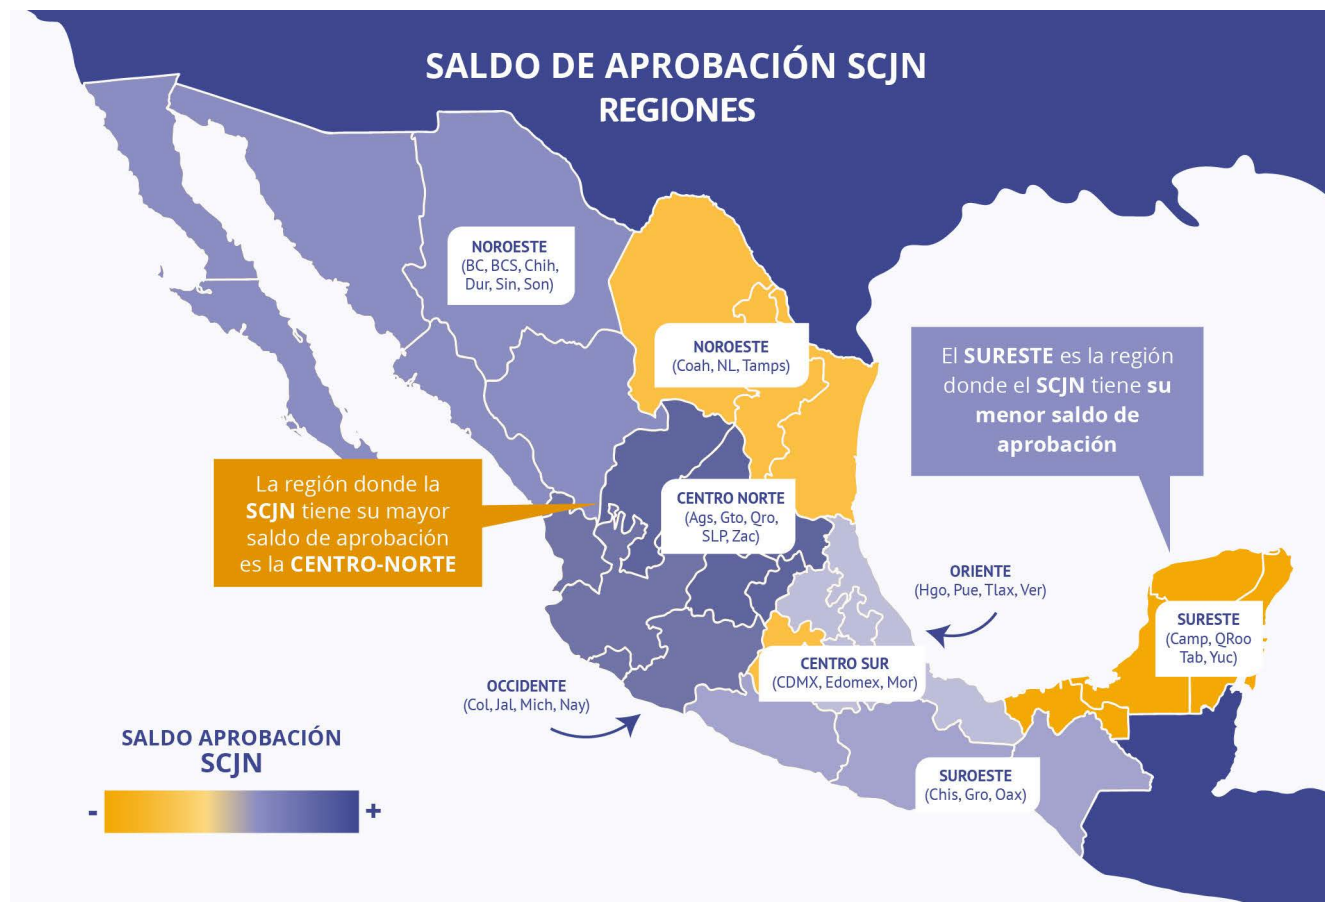 SALDO DE APROBACIÓN SCJN
REGIONES
NOROESTE
(BC, BCS, Chih,
Dur, Sin, Son)
NOROESTE
(Coah, NL, Tamps)
El SURESTE es la región
donde el SCJN tiene su
menor saldo de
aprobación
La región donde la
SCJN tiene su mayor
saldo de aprobación
es la CENTRO-NORTE
CENTRO NORTE
(Ags, Gto, Qro,
SLP, Zac)
ORIENTE
(Hgo, Pue, Tlax, Ver)
SURESTE
(Camp, QRoo
Tab, Yuc)
CENTRO SUR
(CDMX, Edomex, Mor)
OCCIDENTE
(Col, Jal, Mich, Nay)
SUROESTE
(Chis, Gro, Oax)
SALDO APROBACIÓN
SCJN
- +